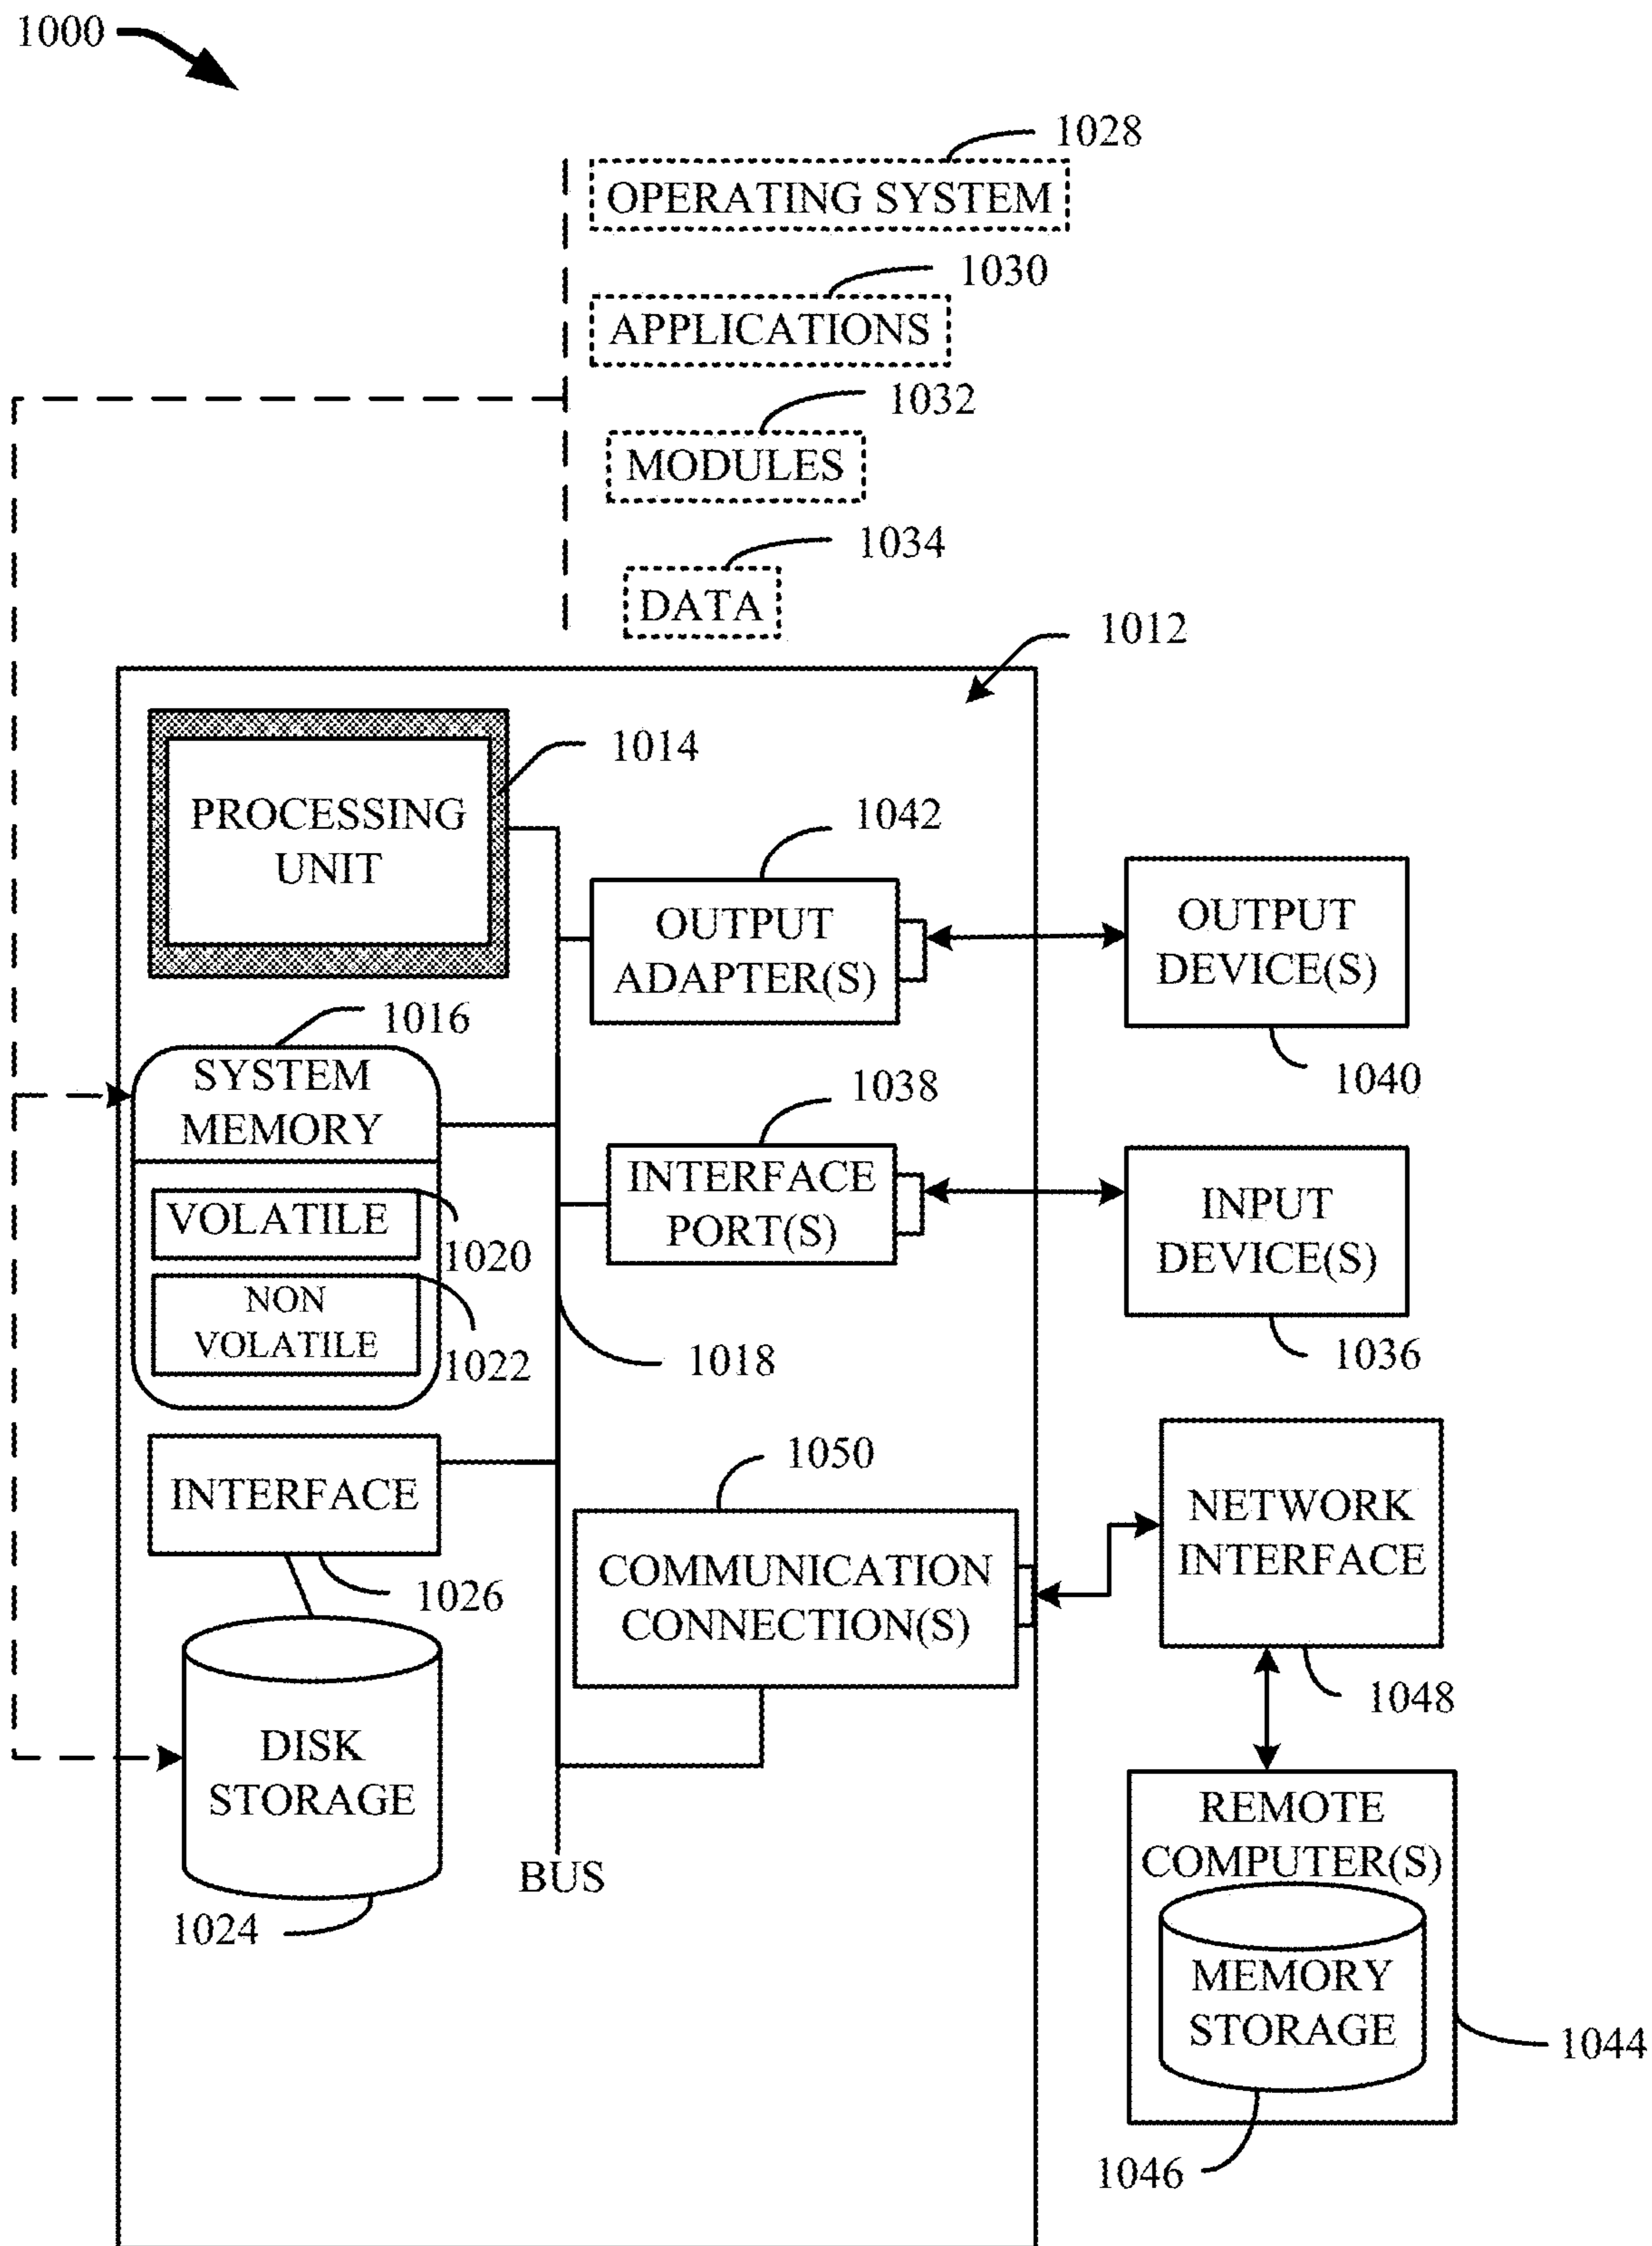 1000
1028
OPERATING SYSTEM
1030
APPLICATIONS
1032
MODULES
1034
DATA
1012
1014
PROCESSING
UNIT
1042
OUTPUT
ADAPTER(S)
OUTPUT
DEVICE(S)
1040
1016
SYSTEM
MEMORY
VOLATILE
1020
NON
VOLATILE
1022
1038
INTERFACE
PORT(S)
INPUT
DEVICE(S)
1036
1018
INTERFACE
1026
1050
COMMUNICATION
CONNECTION(S)
NETWORK
INTERFACE
1048
DISK
STORAGE
1024
BUS
REMOTE
COMPUTER(S)
MEMORY
STORAGE
1044
1046